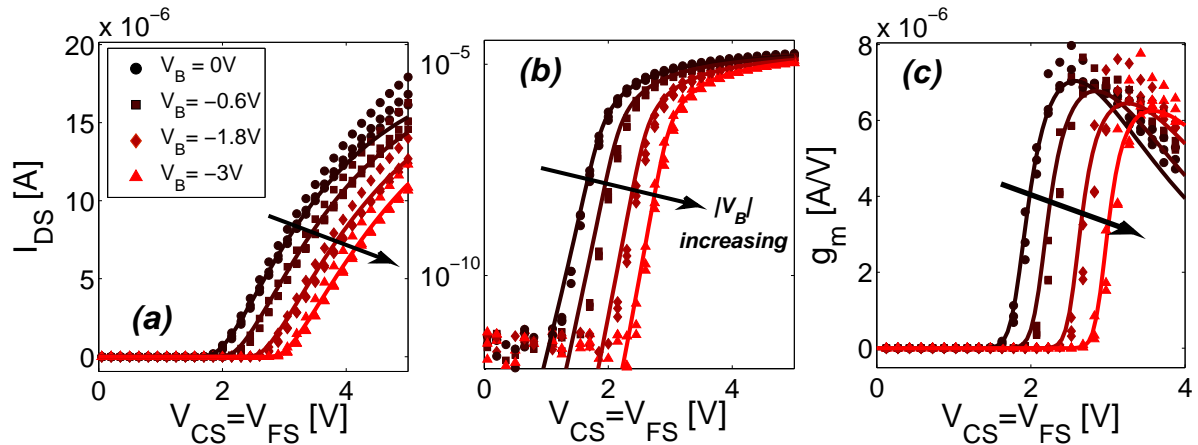 x 10⁻⁶
20
15
10
5
0
I_DS [A]
V_B = 0V
V_B= −0.6V
V_B= −1.8V
V_B= −3V
(a)
0 2 4
V_CS=V_FS [V]
10⁻⁵
10⁻¹⁰
(b)
|V_B|
increasing
0 2 4
V_CS=V_FS [V]
x 10⁻⁶
8
6
4
2
0
g_m [A/V]
(c)
0 1 2 3 4
V_CS=V_FS [V]